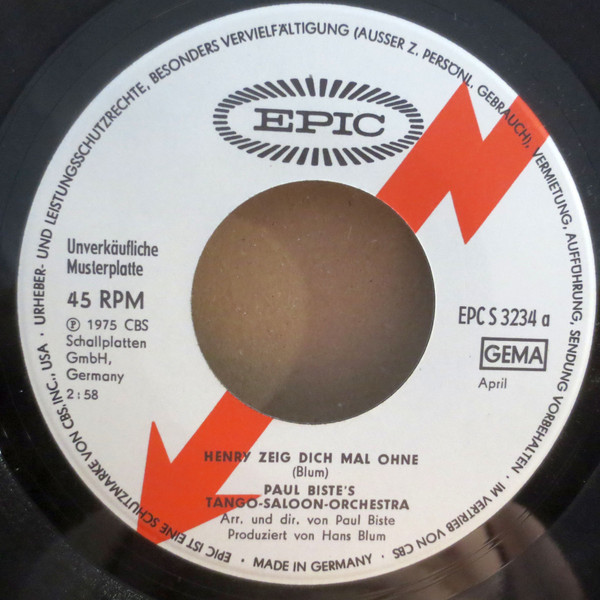 URHEBER- UND LEISTUNGSSCHUTZRECHTE, BESONDERS VERVIELFÄLTIGUNG (AUSSER Z. PERSÖNL. GEBRAUCH), VERMIETUNG, AUFFÜHRUNG, SENDUNG VORBEHALTEN · IM VERTRIEB VON CBS
EPIC
Unverkäufliche
Musterplatte
45 RPM
℗ 1975 CBS
Schallplatten
GmbH,
Germany
2:58
EPC S 3234 a
GEMA
April
HENRY ZEIG DICH MAL OHNE
(Blum)
PAUL BISTE'S
TANGO-SALOON-ORCHESTRA
Arr. und dir. von Paul Biste
Produziert von Hans Blum
EPIC IST EINE SCHUTZMARKE VON CBS, INC., USA ·
· MADE IN GERMANY ·